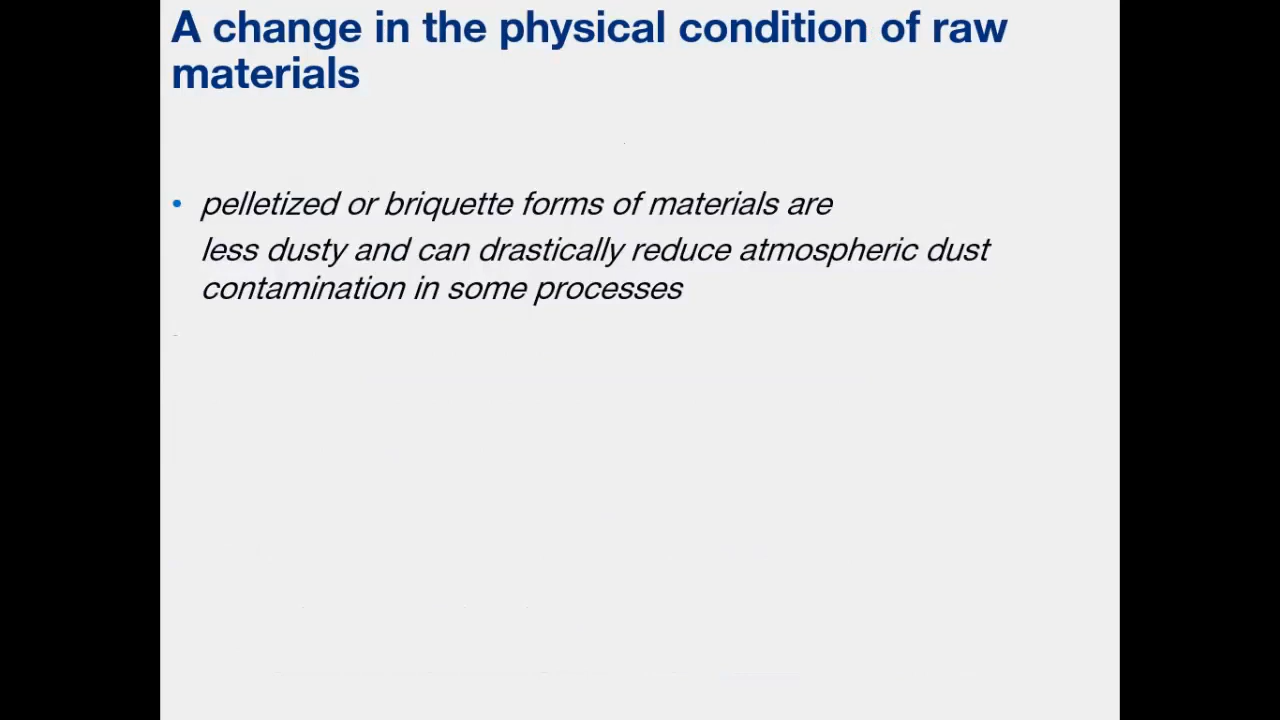 A change in the physical condition of raw
materials
• pelletized or briquette forms of materials are
less dusty and can drastically reduce atmospheric dust
contamination in some processes